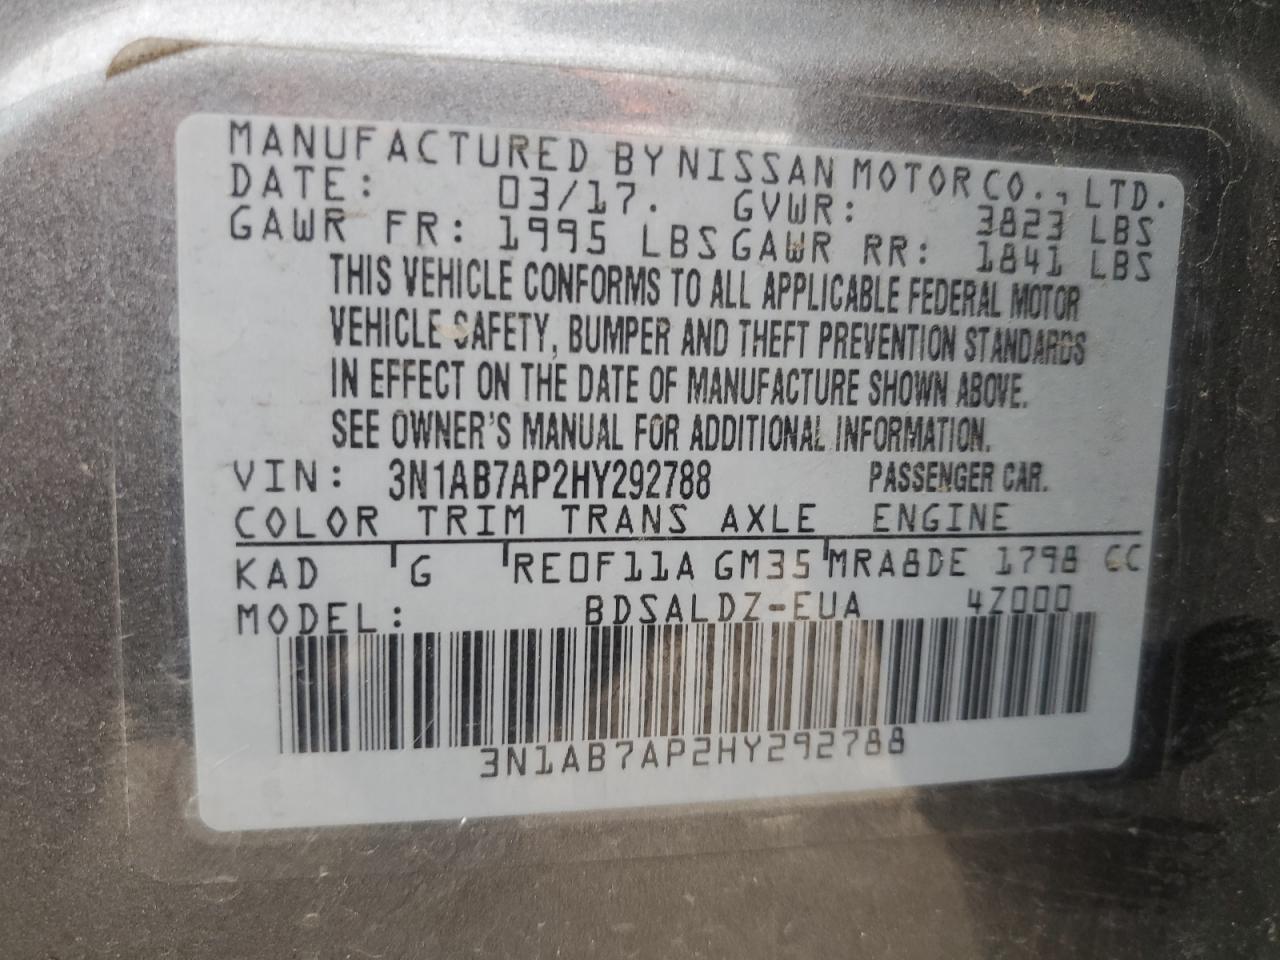 MANUFACTURED BY NISSAN MOTOR CO., LTD.
DATE: 03/17. GVWR: 3823 LBS
GAWR FR: 1995 LBS GAWR RR: 1841 LBS
THIS VEHICLE CONFORMS TO ALL APPLICABLE FEDERAL MOTOR
VEHICLE SAFETY, BUMPER AND THEFT PREVENTION STANDARDS
IN EFFECT ON THE DATE OF MANUFACTURE SHOWN ABOVE.
SEE OWNER'S MANUAL FOR ADDITIONAL INFORMATION.
VIN: 3N1AB7AP2HY292788 PASSENGER CAR.
COLOR TRIM TRANS AXLE ENGINE
KAD G RE0F11A GM35 MRA8DE 1798 CC
MODEL: BDSALDZ-EUA 4Z000
3N1AB7AP2HY292788